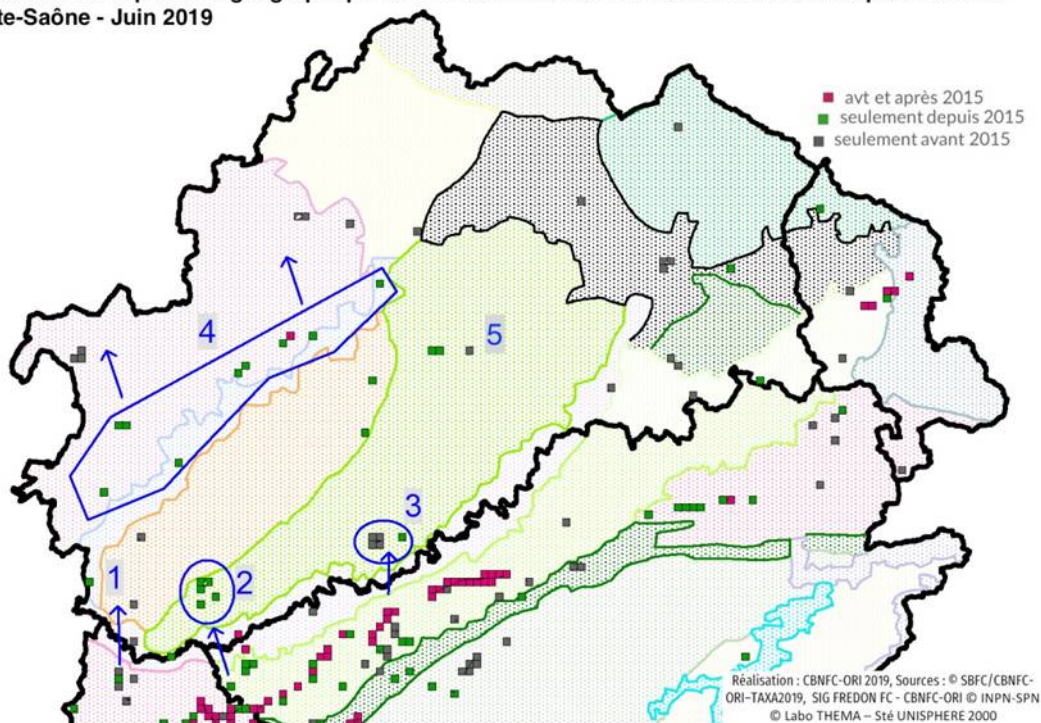 te-Saône - Juin 2019
avt et après 2015
seulement depuis 2015
seulement avant 2015
4
5
3
1
2
Réalisation : CBNFC-ORI 2019, Sources : © SBFC/CBNFC-
ORI-TAXA2019, SIG FREDON FC - CBNFC-ORI © INPN-SPN
© Labo THEMA – Sté UNISPHERE 2000